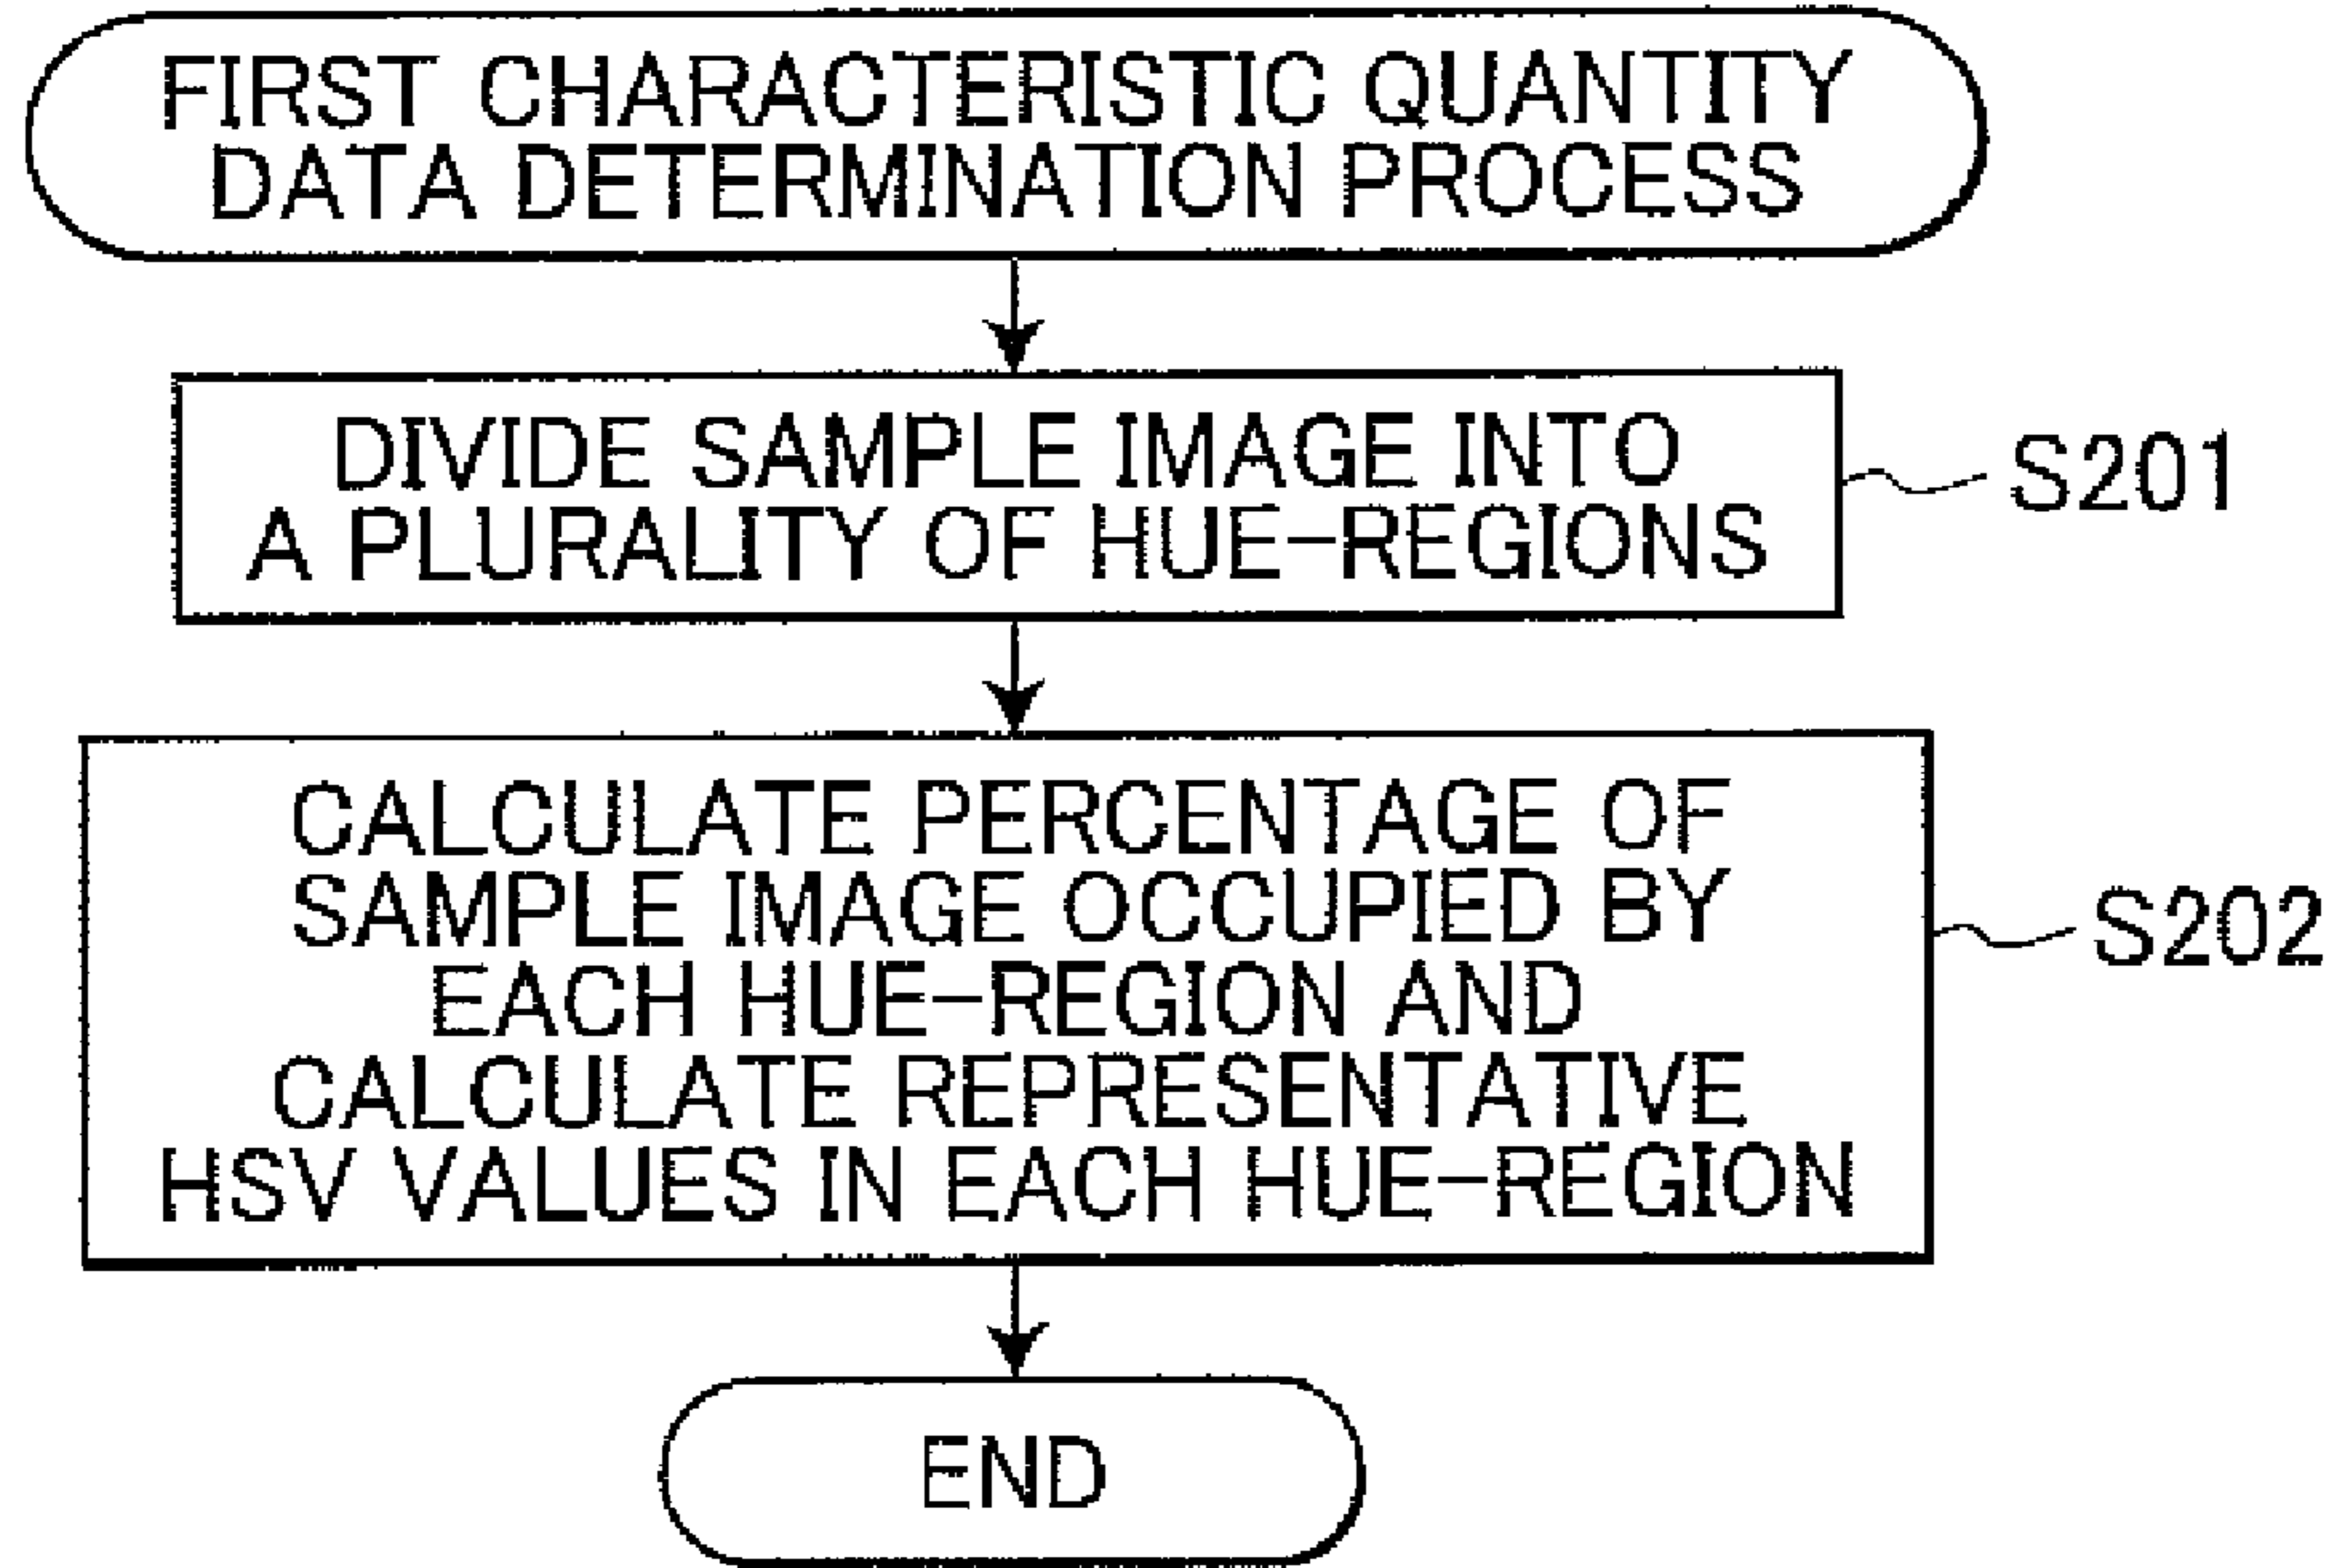 FIRST CHARACTERISTIC QUANTITY
DATA DETERMINATION PROCESS
DIVIDE SAMPLE IMAGE INTO
A PLURALITY OF HUE-REGIONS
S201
CALCULATE PERCENTAGE OF
SAMPLE IMAGE OCCUPIED BY
EACH HUE-REGION AND
CALCULATE REPRESENTATIVE
HSV VALUES IN EACH HUE-REGION
S202
END